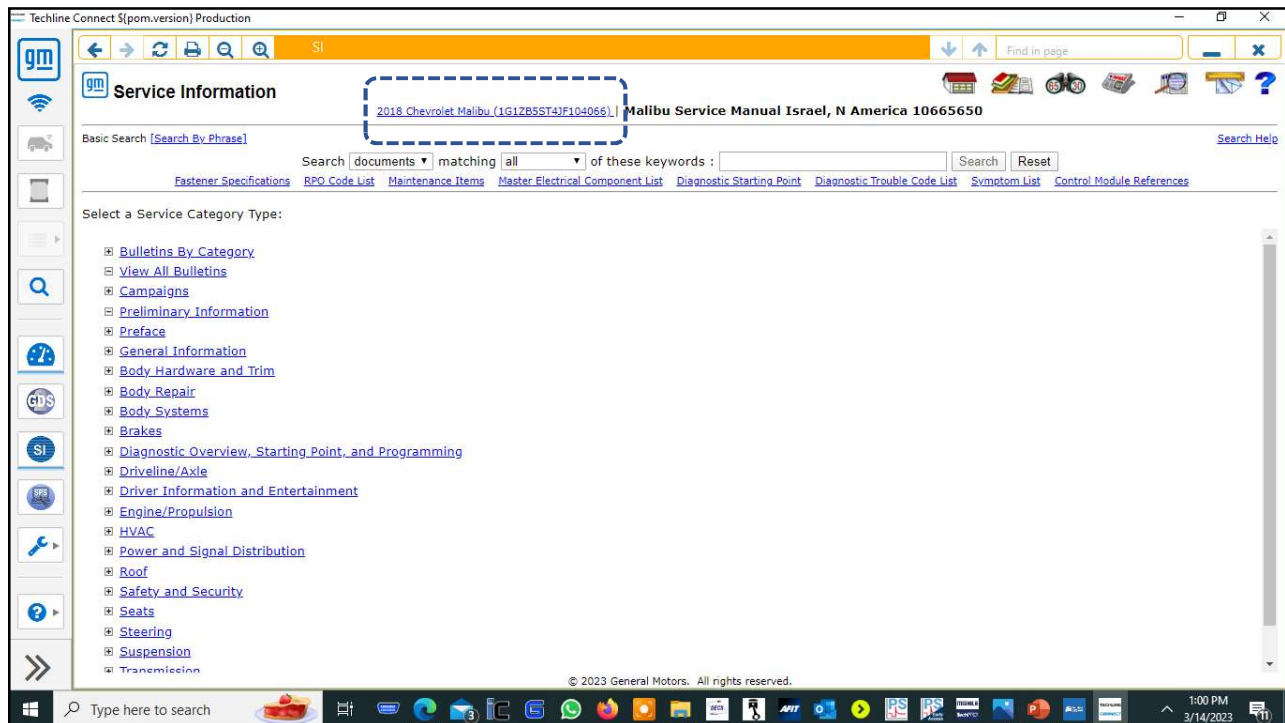 Techline Connect ${pom.version} Production
SI
Find in page
gm
gm Service Information
2018 Chevrolet Malibu (1G1ZB5ST4JF104066) | Malibu Service Manual Israel, N America 10665650
Basic Search [Search By Phrase]
Search Help
Search documents matching all of these keywords :
Search Reset
Fastener Specifications RPO Code List Maintenance Items Master Electrical Component List Diagnostic Starting Point Diagnostic Trouble Code List Symptom List Control Module References
Select a Service Category Type:
Bulletins By Category
View All Bulletins
Campaigns
Preliminary Information
Preface
General Information
Body Hardware and Trim
Body Repair
Body Systems
Brakes
Diagnostic Overview, Starting Point, and Programming
Driveline/Axle
Driver Information and Entertainment
Engine/Propulsion
HVAC
Power and Signal Distribution
Roof
Safety and Security
Seats
Steering
Suspension
Transmission
GDS
SI
SPS
© 2023 General Motors. All rights reserved.
Type here to search
1:00 PM
3/14/2023